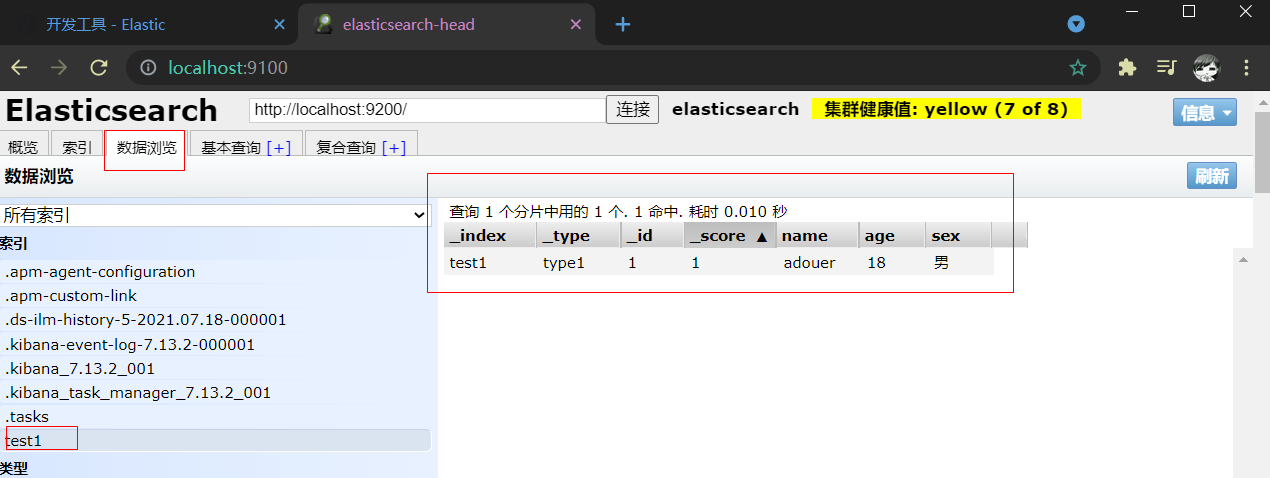 开发工具 - Elastic
elasticsearch-head
localhost:9100
Elasticsearch http://localhost:9200/ 连接 elasticsearch 集群健康值: yellow (7 of 8) 信息
概览 索引 数据浏览 基本查询 [+] 复合查询 [+]
数据浏览 刷新
所有索引
索引
.apm-agent-configuration
.apm-custom-link
.ds-ilm-history-5-2021.07.18-000001
.kibana-event-log-7.13.2-000001
.kibana_7.13.2_001
.kibana_task_manager_7.13.2_001
.tasks
test1
类型
查询 1 个分片中用的 1 个. 1 命中. 耗时 0.010 秒
_index _type _id _score ▲ name age sex
test1 type1 1 1 adouer 18 男